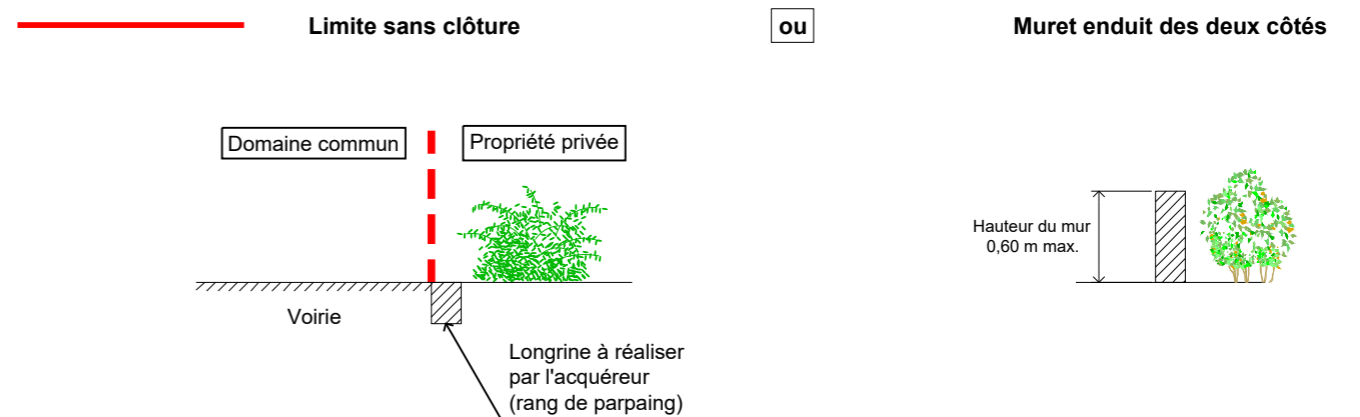 Limite sans clôture
ou
Muret enduit des deux côtés
Domaine commun
Propriété privée
Voirie
Longrine à réaliser
par l'acquéreur
(rang de parpaing)
Hauteur du mur
0,60 m max.